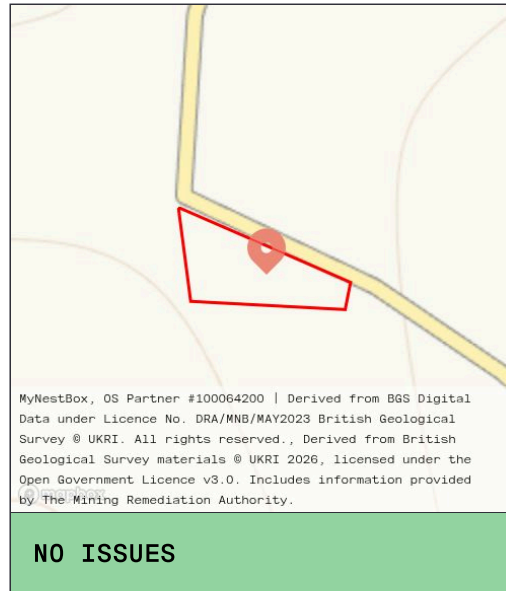 MyNestBox, OS Partner #100064200 | Derived from BGS Digital
Data under Licence No. DRA/MNB/MAY2023 British Geological
Survey © UKRI. All rights reserved., Derived from British
Geological Survey materials © UKRI 2026, licensed under the
Open Government Licence v3.0. Includes information provided
by The Mining Remediation Authority.
mapbox
NO ISSUES